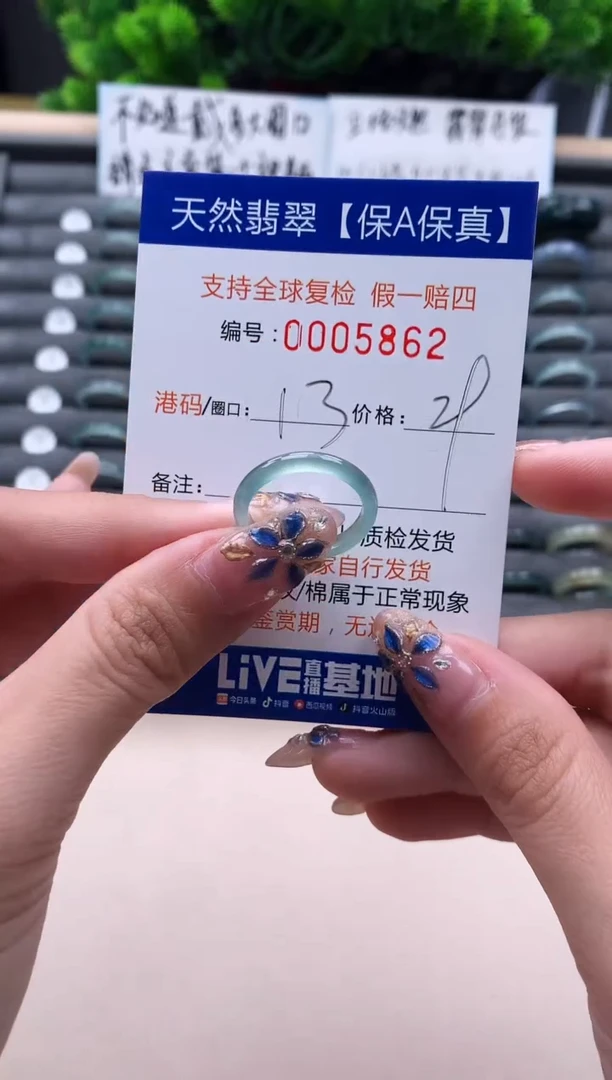 天然翡翠【保A保真】
支持全球复检 假一赔四
编号：0005862
港码/圈口：13 价格：29
备注：
质检发货
家自行发货
/棉属于正常现象
鉴赏期，无
LiVE直播基地
今日头条 抖音 西瓜视频 抖音火山版